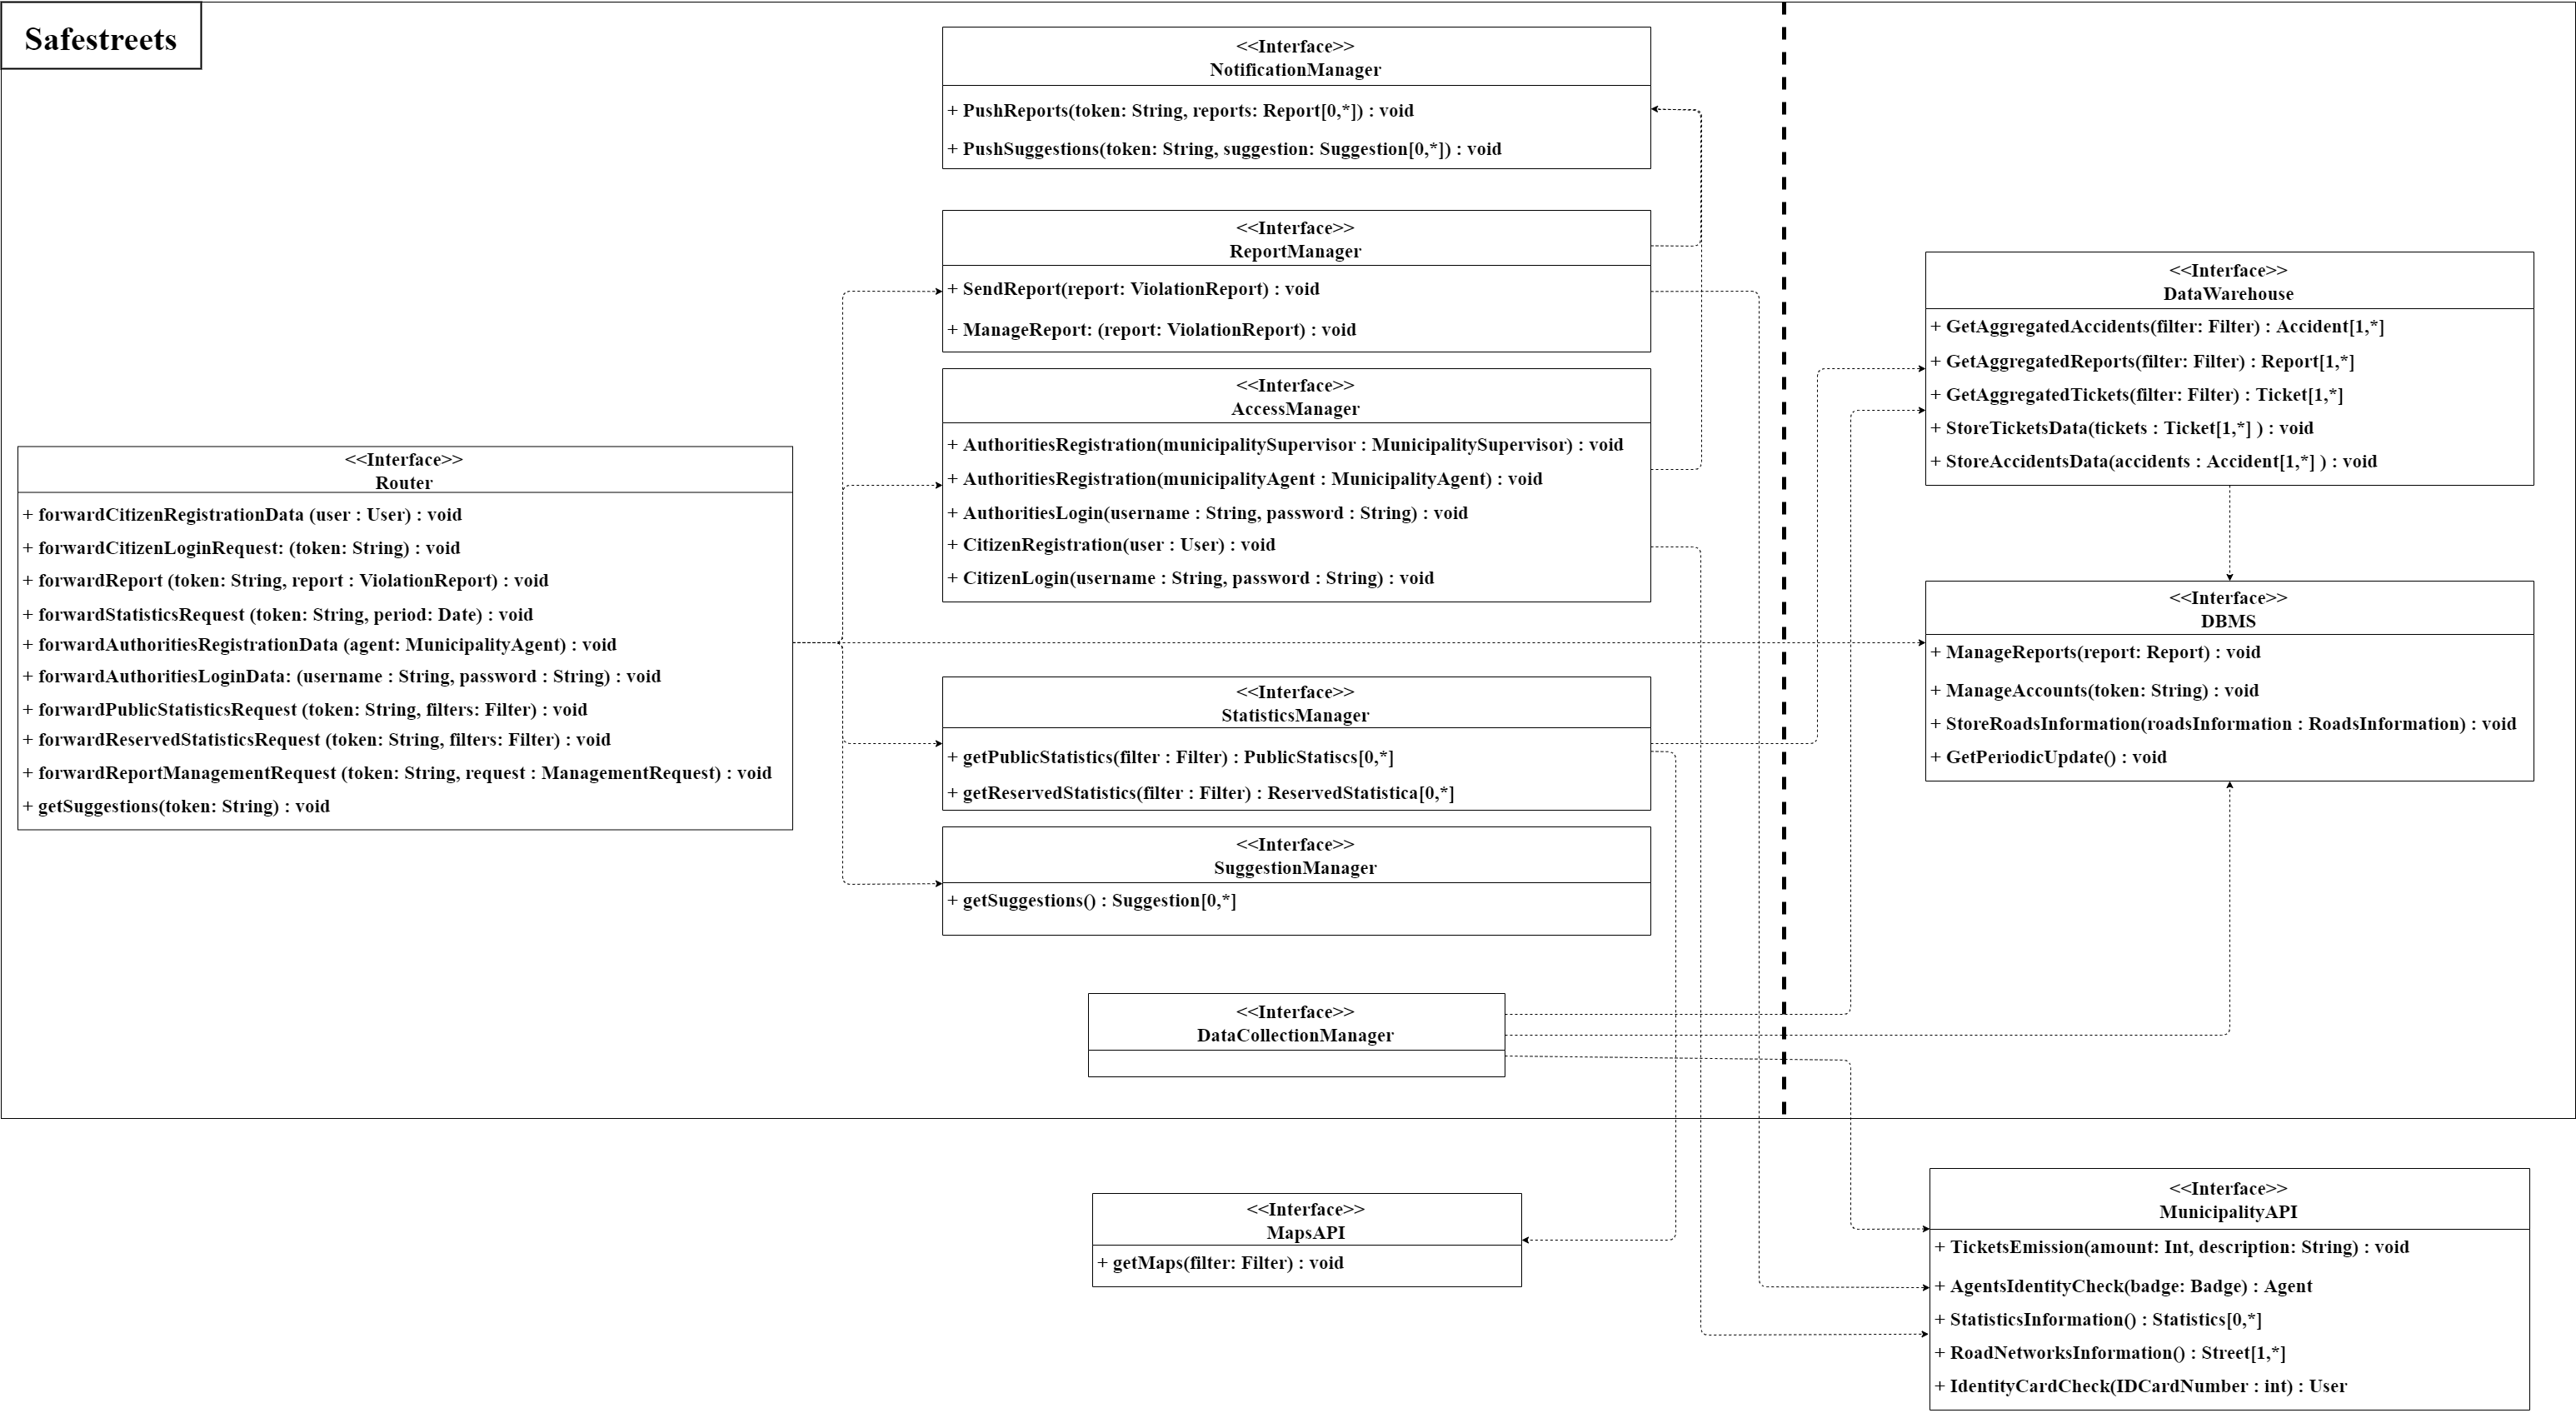 Safestreets
<<Interface>>
NotificationManager
+ PushReports(token: String, reports: Report[0,*]) : void
+ PushSuggestions(token: String, suggestion: Suggestion[0,*]) : void
<<Interface>>
ReportManager
+ SendReport(report: ViolationReport) : void
+ ManageReport: (report: ViolationReport) : void
<<Interface>>
AccessManager
+ AuthoritiesRegistration(municipalitySupervisor : MunicipalitySupervisor) : void
+ AuthoritiesRegistration(municipalityAgent : MunicipalityAgent) : void
+ AuthoritiesLogin(username : String, password : String) : void
+ CitizenRegistration(user : User) : void
+ CitizenLogin(username : String, password : String) : void
<<Interface>>
Router
+ forwardCitizenRegistrationData (user : User) : void
+ forwardCitizenLoginRequest: (token: String) : void
+ forwardReport (token: String, report : ViolationReport) : void
+ forwardStatisticsRequest (token: String, period: Date) : void
+ forwardAuthoritiesRegistrationData (agent: MunicipalityAgent) : void
+ forwardAuthoritiesLoginData: (username : String, password : String) : void
+ forwardPublicStatisticsRequest (token: String, filters: Filter) : void
+ forwardReservedStatisticsRequest (token: String, filters: Filter) : void
+ forwardReportManagementRequest (token: String, request : ManagementRequest) : void
+ getSuggestions(token: String) : void
<<Interface>>
StatisticsManager
+ getPublicStatistics(filter : Filter) : PublicStatiscs[0,*]
+ getReservedStatistics(filter : Filter) : ReservedStatistica[0,*]
<<Interface>>
SuggestionManager
+ getSuggestions() : Suggestion[0,*]
<<Interface>>
DataCollectionManager
<<Interface>>
DataWarehouse
+ GetAggregatedAccidents(filter: Filter) : Accident[1,*]
+ GetAggregatedReports(filter: Filter) : Report[1,*]
+ GetAggregatedTickets(filter: Filter) : Ticket[1,*]
+ StoreTicketsData(tickets : Ticket[1,*] ) : void
+ StoreAccidentsData(accidents : Accident[1,*] ) : void
<<Interface>>
DBMS
+ ManageReports(report: Report) : void
+ ManageAccounts(token: String) : void
+ StoreRoadsInformation(roadsInformation : RoadsInformation) : void
+ GetPeriodicUpdate() : void
<<Interface>>
MapsAPI
+ getMaps(filter: Filter) : void
<<Interface>>
MunicipalityAPI
+ TicketsEmission(amount: Int, description: String) : void
+ AgentsIdentityCheck(badge: Badge) : Agent
+ StatisticsInformation() : Statistics[0,*]
+ RoadNetworksInformation() : Street[1,*]
+ IdentityCardCheck(IDCardNumber : int) : User